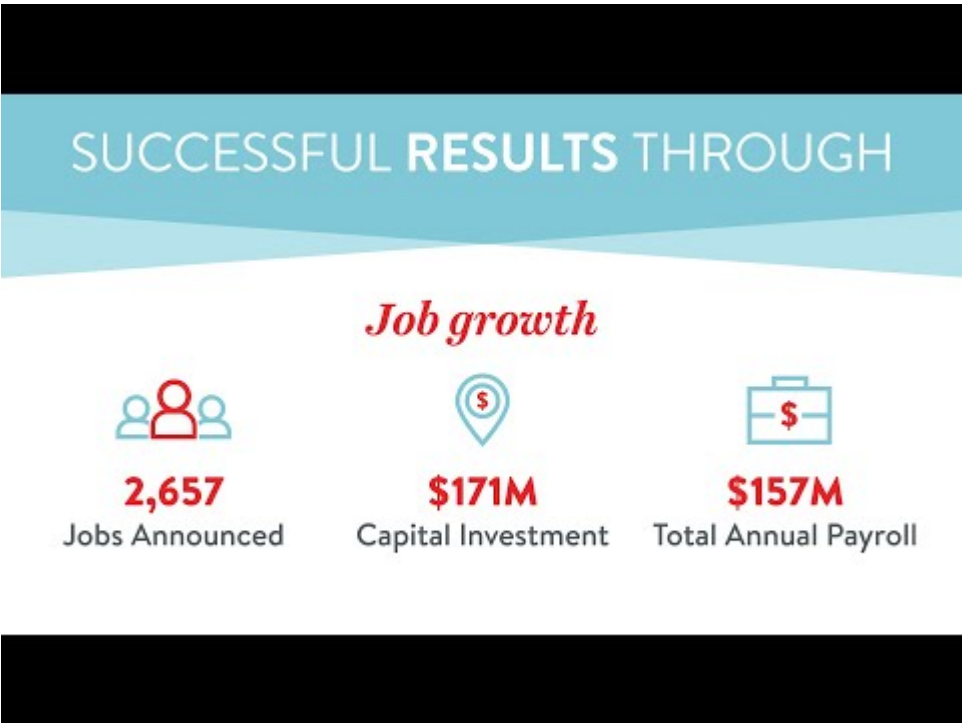 SUCCESSFUL RESULTS THROUGH
Job growth
$
$
2,657
$171M
$157M
Jobs Announced
Capital Investment
Total Annual Payroll